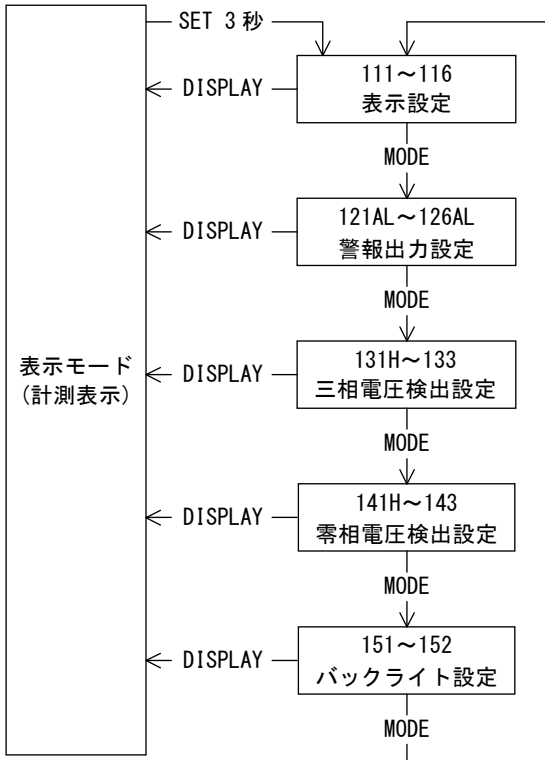 SET 3秒
111～116
表示設定
DISPLAY
MODE
121AL～126AL
警報出力設定
DISPLAY
MODE
表示モード
(計測表示)
131H～133
三相電圧検出設定
DISPLAY
MODE
141H～143
零相電圧検出設定
DISPLAY
MODE
151～152
バックライト設定
DISPLAY
MODE